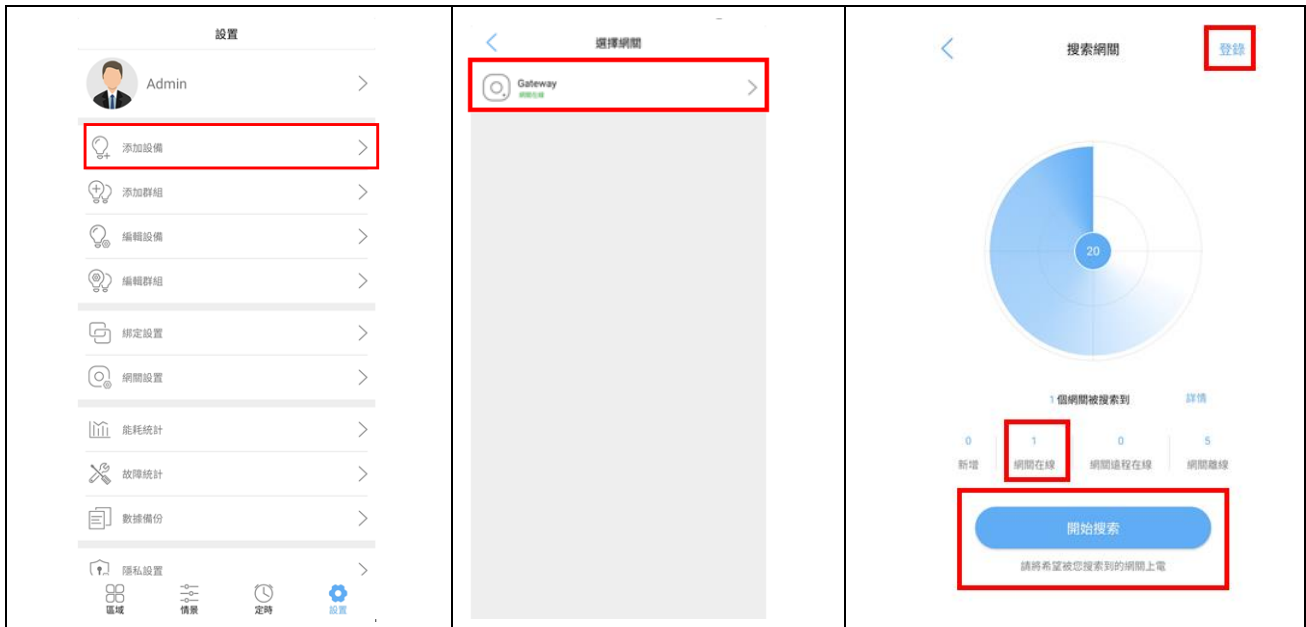 設置
Admin
添加設備
添加群組
編輯設備
編輯群組
綁定設置
網關設置
能耗統計
故障統計
數據備份
隱私設置
區域
情景
定時
設置
選擇網關
Gateway
網關在線
搜索網關
登錄
20
1 個網關被搜索到
詳情
0
1
0
5
新增
網關在線
網關遠程在線
網關離線
開始搜索
請將希望被您搜索到的網關上電